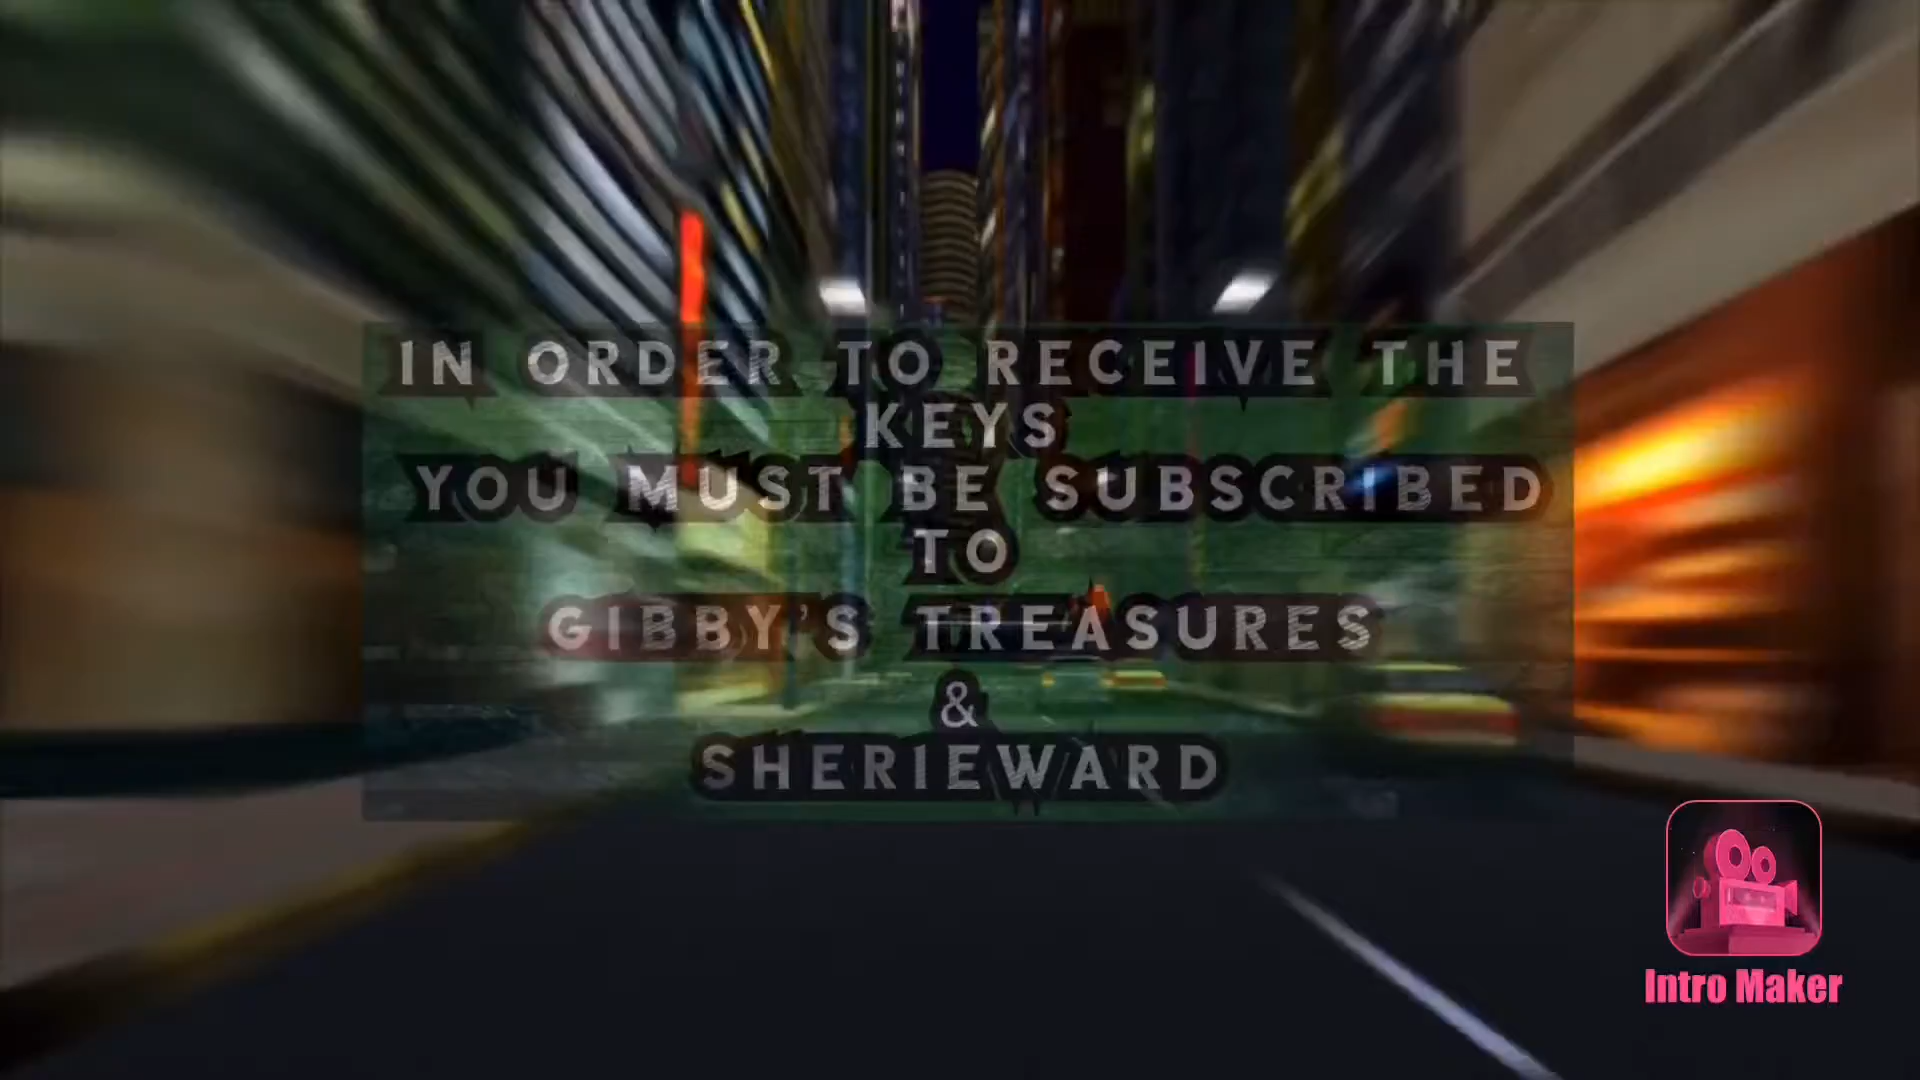 IN ORDER TO RECEIVE THE
KEYS
YOU MUST BE SUBSCRIBED
TO
GIBBY'S TREASURES
&
SHERIEWARD
Intro Maker